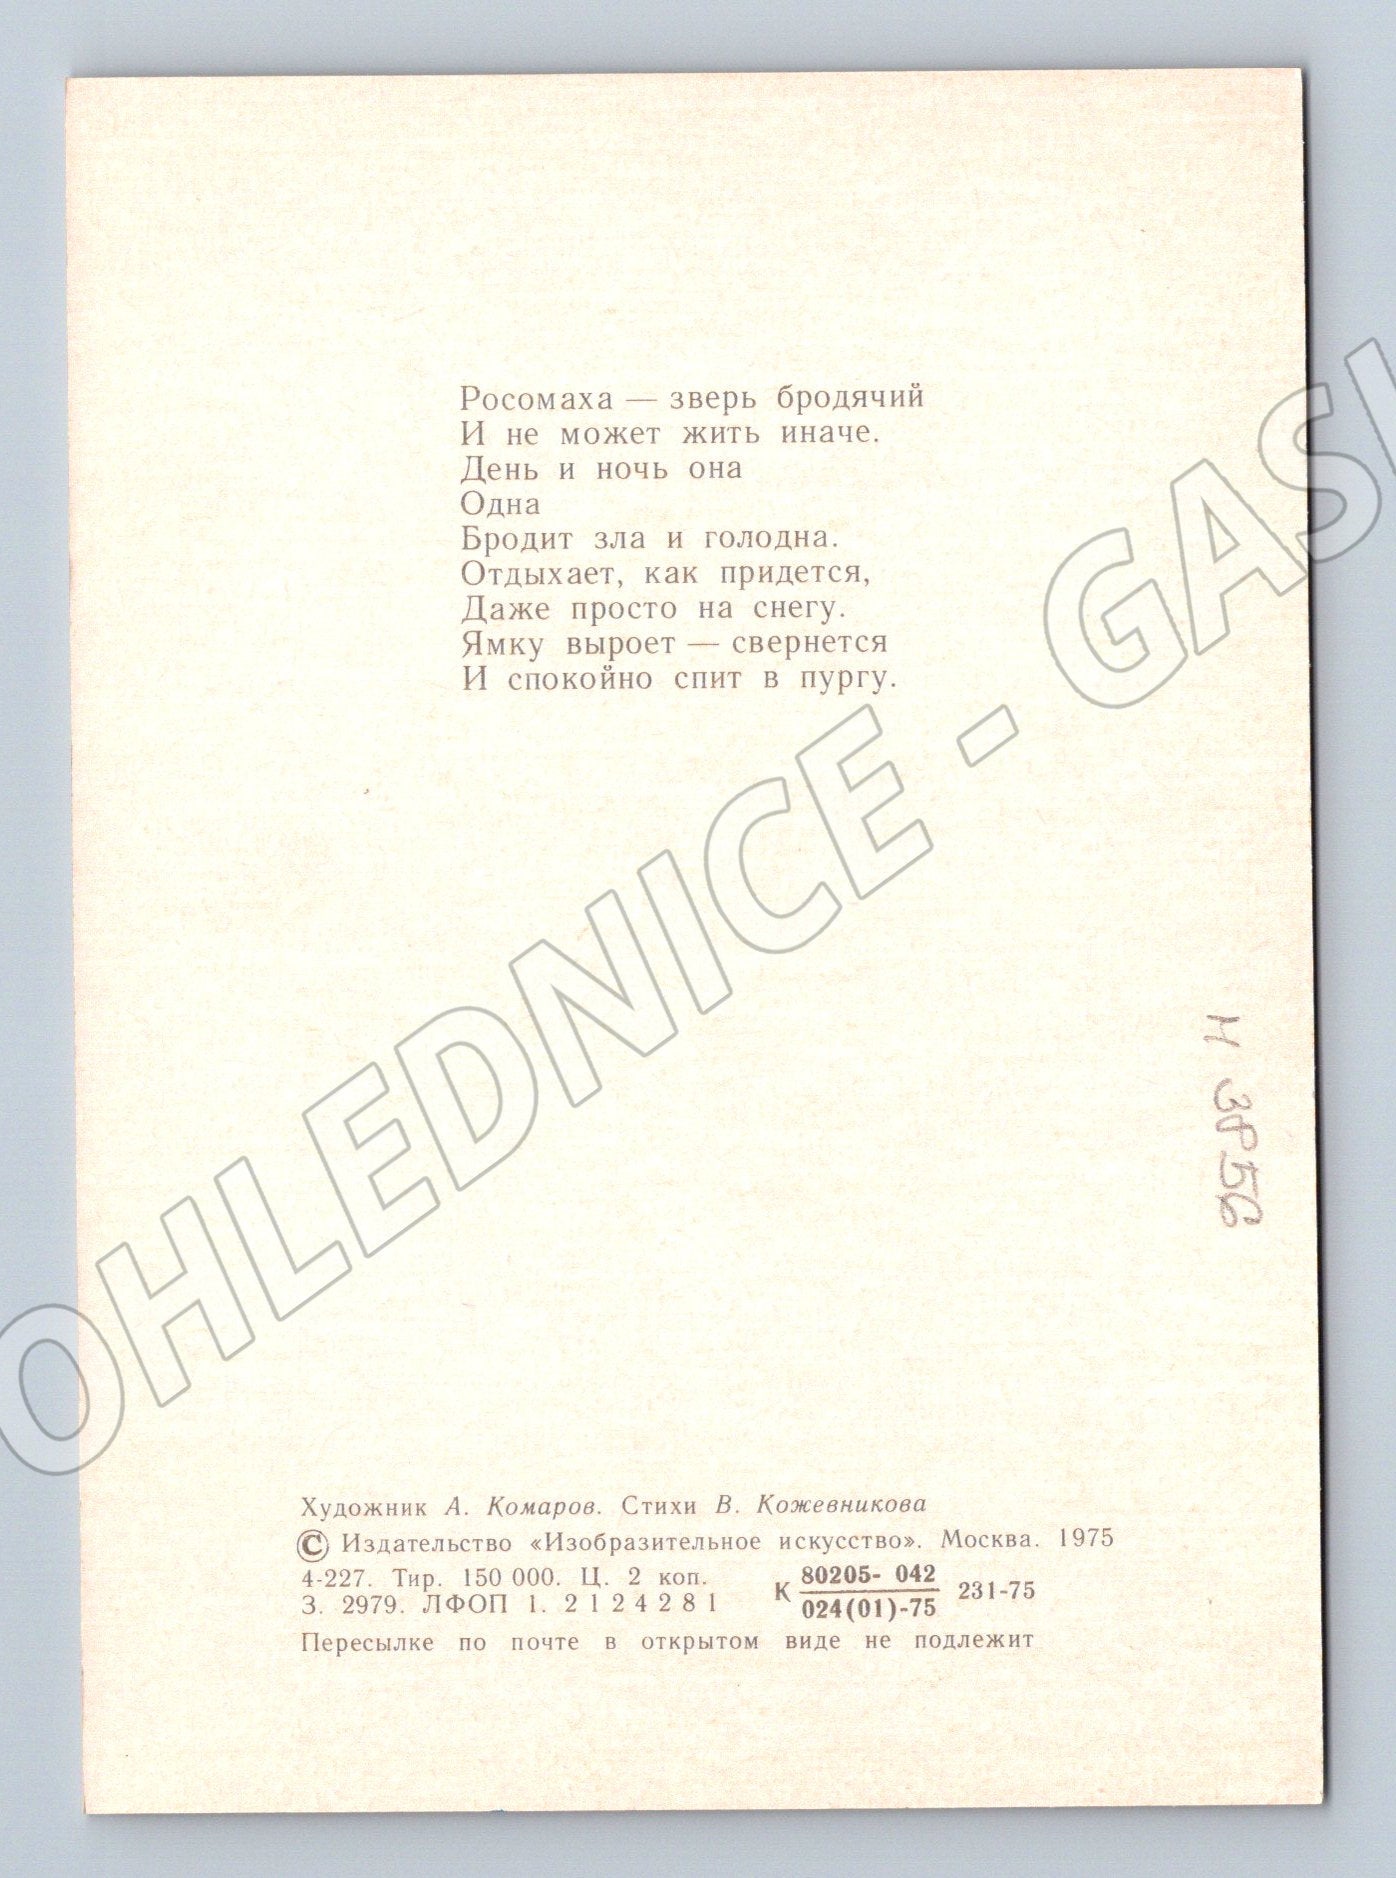 Росомаха — зверь бродячий
И не может жить иначе.
День и ночь она
Одна
Бродит зла и голодна.
Отдыхает, как придется,
Даже просто на снегу.
Ямку выроет — свернется
И спокойно спит в пургу.
OHLEDNICE - GAS
Художник А. Комаров. Стихи В. Кожевникова
© Издательство «Изобразительное искусство». Москва. 1975
4-227. Тир. 150 000. Ц. 2 коп.
З. 2979. ЛФОП 1. 2124281
К 80205- 042
024(01)-75 231-75
Пересылке по почте в открытом виде не подлежит